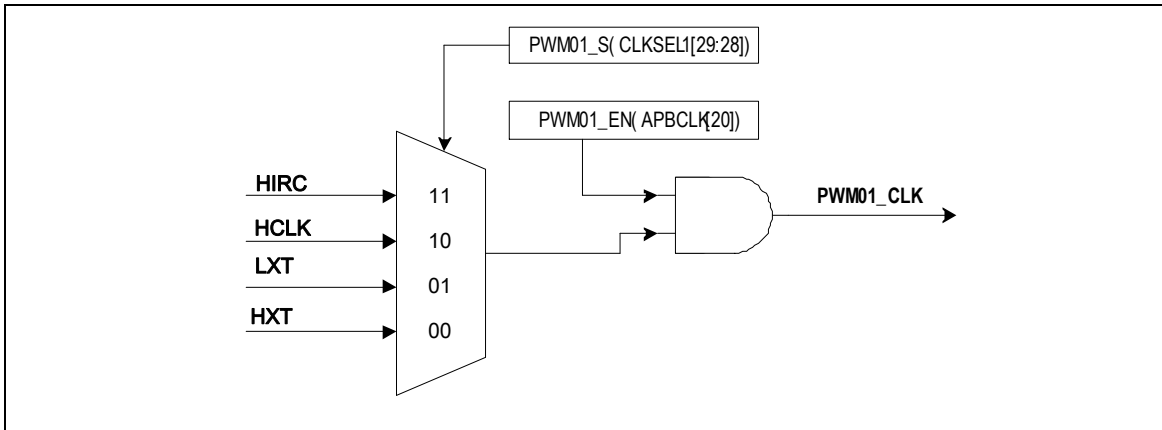 PWM01_S( CLKSEL1[29:28])
PWM01_EN( APBCLK[20])
HIRC
11
PWM01_CLK
HCLK
10
LXT
01
HXT
00